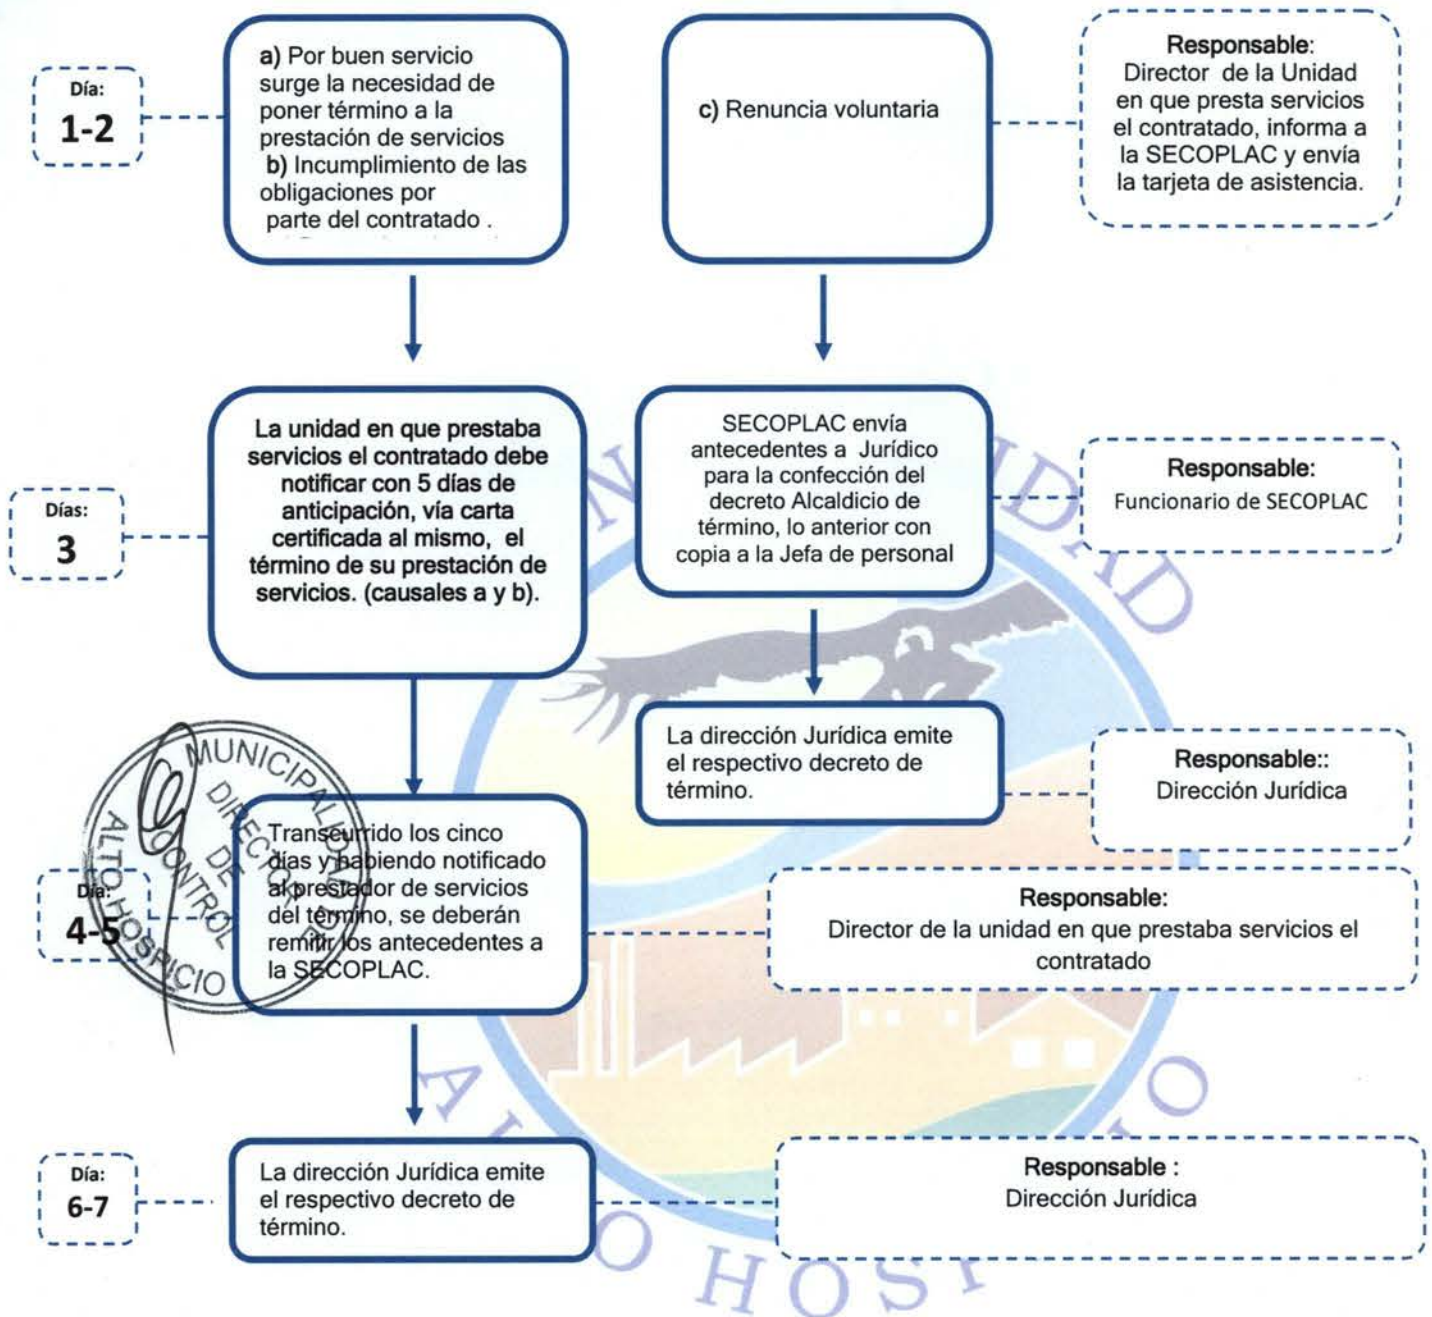 Día:
1-2
a) Por buen servicio
surge la necesidad de
poner término a la
prestación de servicios
b) Incumplimiento de las
obligaciones por
parte del contratado .
c) Renuncia voluntaria
Responsable:
Director de la Unidad
en que presta servicios
el contratado, informa a
la SECOPLAC y envía
la tarjeta de asistencia.
Días:
3
La unidad en que prestaba
servicios el contratado debe
notificar con 5 días de
anticipación, vía carta
certificada al mismo, el
término de su prestación de
servicios. (causales a y b).
SECOPLAC envía
antecedentes a Jurídico
para la confección del
decreto Alcaldicio de
término, lo anterior con
copia a la Jefa de personal
Responsable:
Funcionario de SECOPLAC
La dirección Jurídica emite
el respectivo decreto de
término.
Responsable::
Dirección Jurídica
Día:
4-5
Transcurrido los cinco
días y habiendo notificado
al prestador de servicios
del término, se deberán
remitir los antecedentes a
la SECOPLAC.
Responsable:
Director de la unidad en que prestaba servicios el
contratado
MUNICIPALIDAD
DIRECTOR
DE
CONTROL
ALTO HOSPICIO
Día:
6-7
La dirección Jurídica emite
el respectivo decreto de
término.
Responsable :
Dirección Jurídica